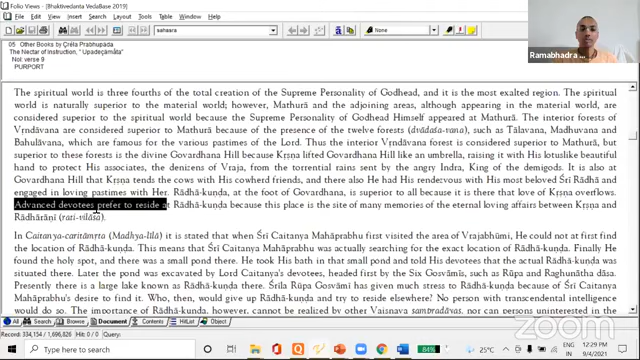 Folio Views - [Bhaktivedanta VedaBase 2019]
sahasra
05 Other Books by Çréla Prabhupäda
The Nectar of Instruction, " Upadeçämåta"
NoI: verse 9
PURPORT
The spiritual world is three fourths of the total creation of the Supreme Personality of Godhead, and it is the most exalted region. The spiritual
world is naturally superior to the material world; however, Mathurā and the adjoining areas, although appearing in the material world, are
considered superior to the spiritual world because the Supreme Personality of Godhead Himself appeared at Mathurā. The interior forests of
Vṛndāvana are considered superior to Mathurā because of the presence of the twelve forests (dvādaśa-vana), such as Tālavana, Madhuvana and
Bahulāvana, which are famous for the various pastimes of the Lord. Thus the interior Vṛndāvana forest is considered superior to Mathurā, but
superior to these forests is the divine Govardhana Hill because Kṛṣṇa lifted Govardhana Hill like an umbrella, raising it with His lotuslike beautiful
hand to protect His associates, the denizens of Vraja, from the torrential rains sent by the angry Indra, King of the demigods. It is also at
Govardhana Hill that Kṛṣṇa tends the cows with His cowherd friends, and there also He had His rendezvous with His most beloved Śrī Rādhā and
engaged in loving pastimes with Her. Rādhā-kuṇḍa, at the foot of Govardhana, is superior to all because it is there that love of Kṛṣṇa overflows.
Advanced devotees prefer to reside at Rādhā-kuṇḍa because this place is the site of many memories of the eternal loving affairs between Kṛṣṇa and
Rādhārāṇī (rati-vilāsa).
In Caitanya-caritāmṛta (Madhya-līlā) it is stated that when Śrī Caitanya Mahāprabhu first visited the area of Vrajabhūmi, He could not at first find
the location of Rādhā-kuṇḍa. This means that Śrī Caitanya Mahāprabhu was actually searching for the exact location of Rādhā-kuṇḍa. Finally He
found the holy spot, and there was a small pond there. He took His bath in that small pond and told His devotees that the actual Rādhā-kuṇḍa was
situated there. Later the pond was excavated by Lord Caitanya's devotees, headed first by the Six Gosvāmīs, such as Rūpa and Raghunātha dāsa.
Presently there is a large lake known as Rādhā-kuṇḍa there. Śrīla Rūpa Gosvāmī has given much stress to Rādhā-kuṇḍa because of Śrī Caitanya
Mahāprabhu's desire to find it. Who, then, would give up Rādhā-kuṇḍa and try to reside elsewhere? No person with transcendental intelligence
would do so. The importance of Rādhā-kuṇḍa, however, cannot be realized by other Vaiṣṇava sampradāyas, nor can persons uninterested in the
All Search Browse Document Contents HitList Object
Record: 334,154 / 1,696,826
Ramabhadra
zoom
84%
25°C
ENG
IN
12:29 PM
9/4/2021